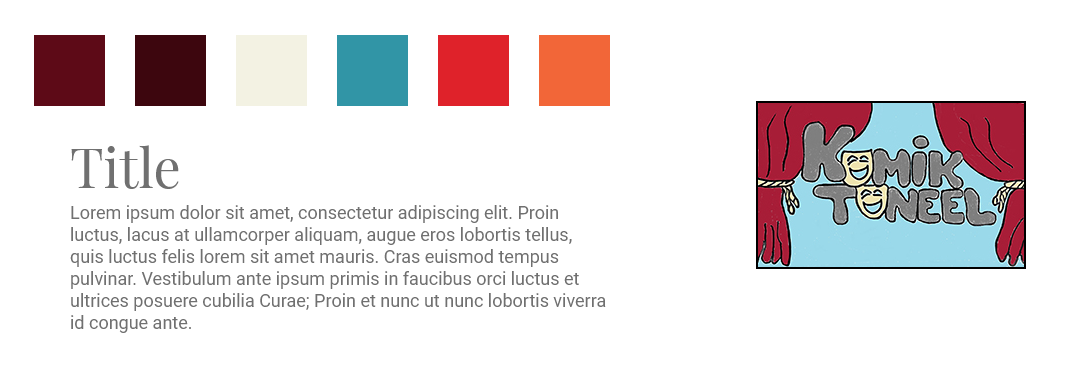 Title
Lorem ipsum dolor sit amet, consectetur adipiscing elit. Proin
luctus, lacus at ullamcorper aliquam, augue eros lobortis tellus,
quis luctus felis lorem sit amet mauris. Cras euismod tempus
pulvinar. Vestibulum ante ipsum primis in faucibus orci luctus et
ultrices posuere cubilia Curae; Proin et nunc ut nunc lobortis viverra
id congue ante.
KOMiK
TONEEL